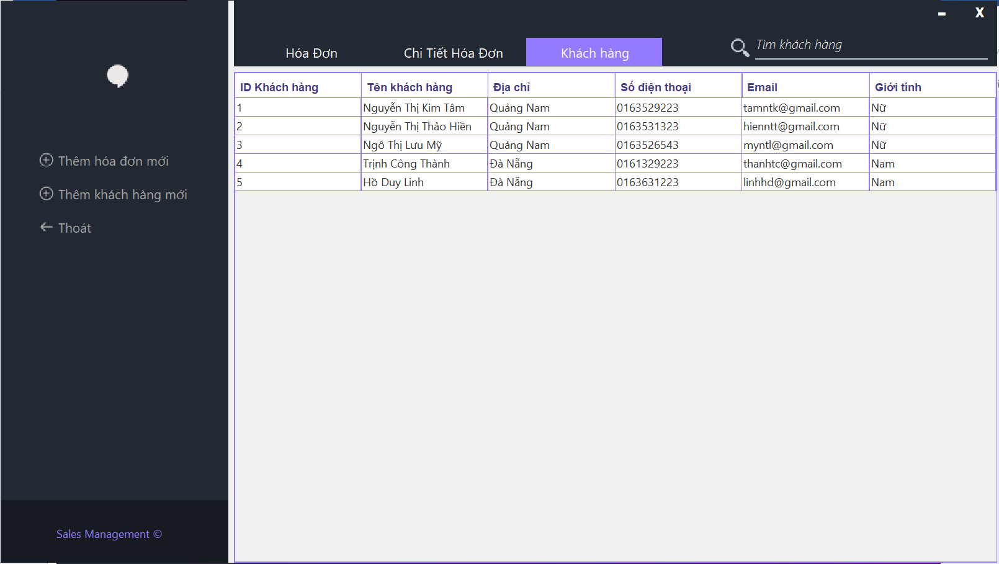 - X
Hóa Đơn Chi Tiết Hóa Đơn Khách hàng Tìm khách hàng
Thêm hóa đơn mới
Thêm khách hàng mới
Thoát
Sales Management ©
ID Khách hàng Tên khách hàng Địa chỉ Số điện thoại Email Giới tính
1 Nguyễn Thị Kim Tâm Quảng Nam 0163529223 tamntk@gmail.com Nữ
2 Nguyễn Thị Thảo Hiền Quảng Nam 0163531323 hienntt@gmail.com Nữ
3 Ngô Thị Lưu Mỹ Quảng Nam 0163526543 myntl@gmail.com Nữ
4 Trịnh Công Thành Đà Nẵng 0161329223 thanhtc@gmail.com Nam
5 Hồ Duy Linh Đà Nẵng 0163631223 linhhd@gmail.com Nam